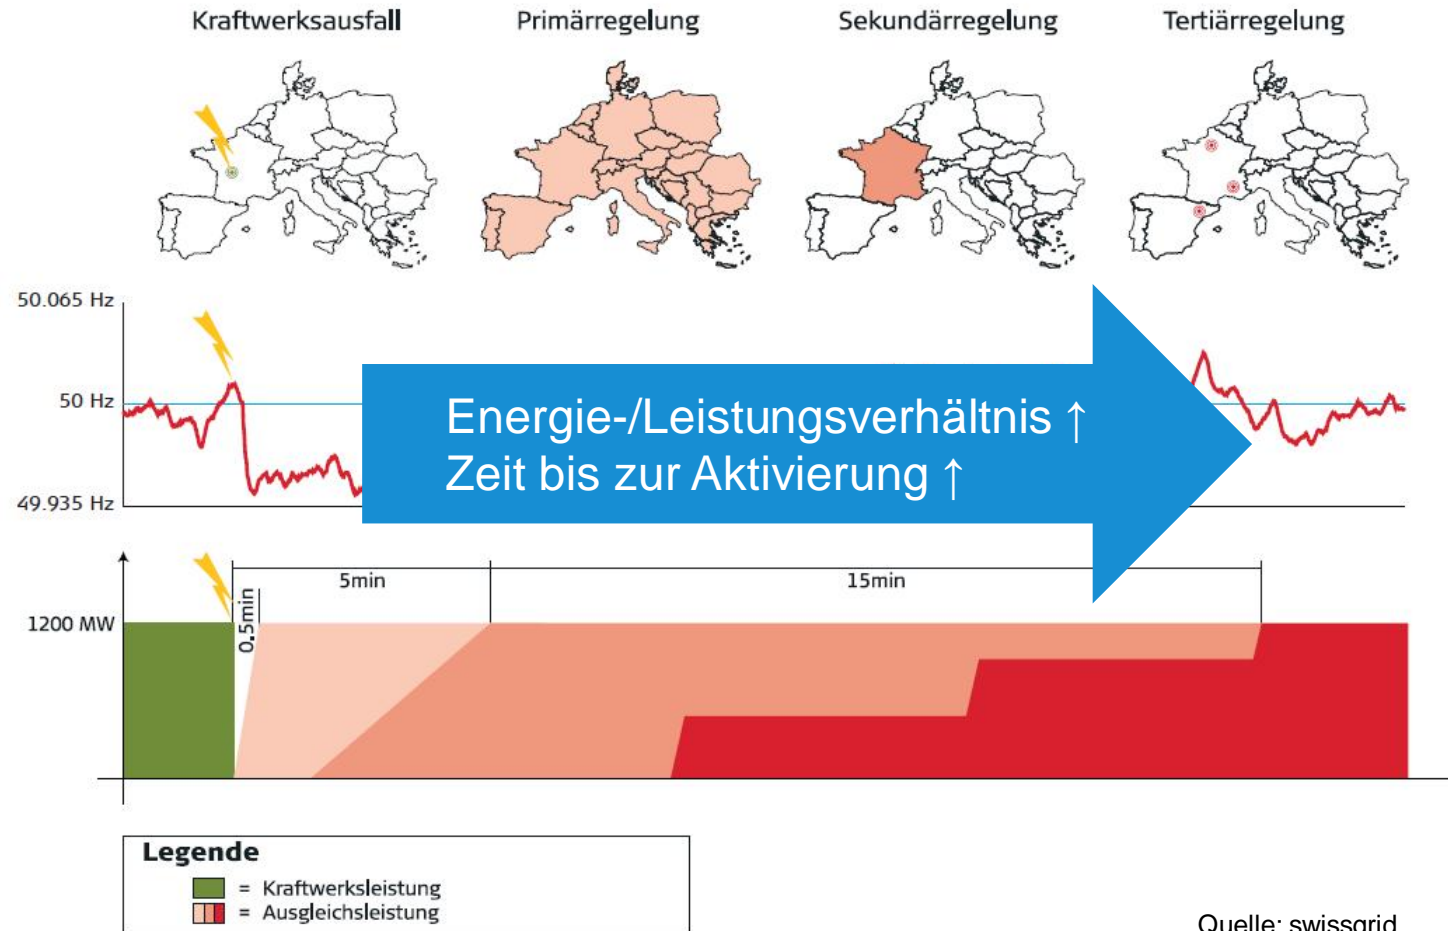 Kraftwerksausfall
Primärregelung
Sekundärregelung
Tertiärregelung
50.065 Hz
50 Hz
49.935 Hz
Energie-/Leistungsverhältnis ↑
Zeit bis zur Aktivierung ↑
5min
15min
0.5min
1200 MW
Legende
= Kraftwerksleistung
= Ausgleichsleistung
Quelle: swissgrid